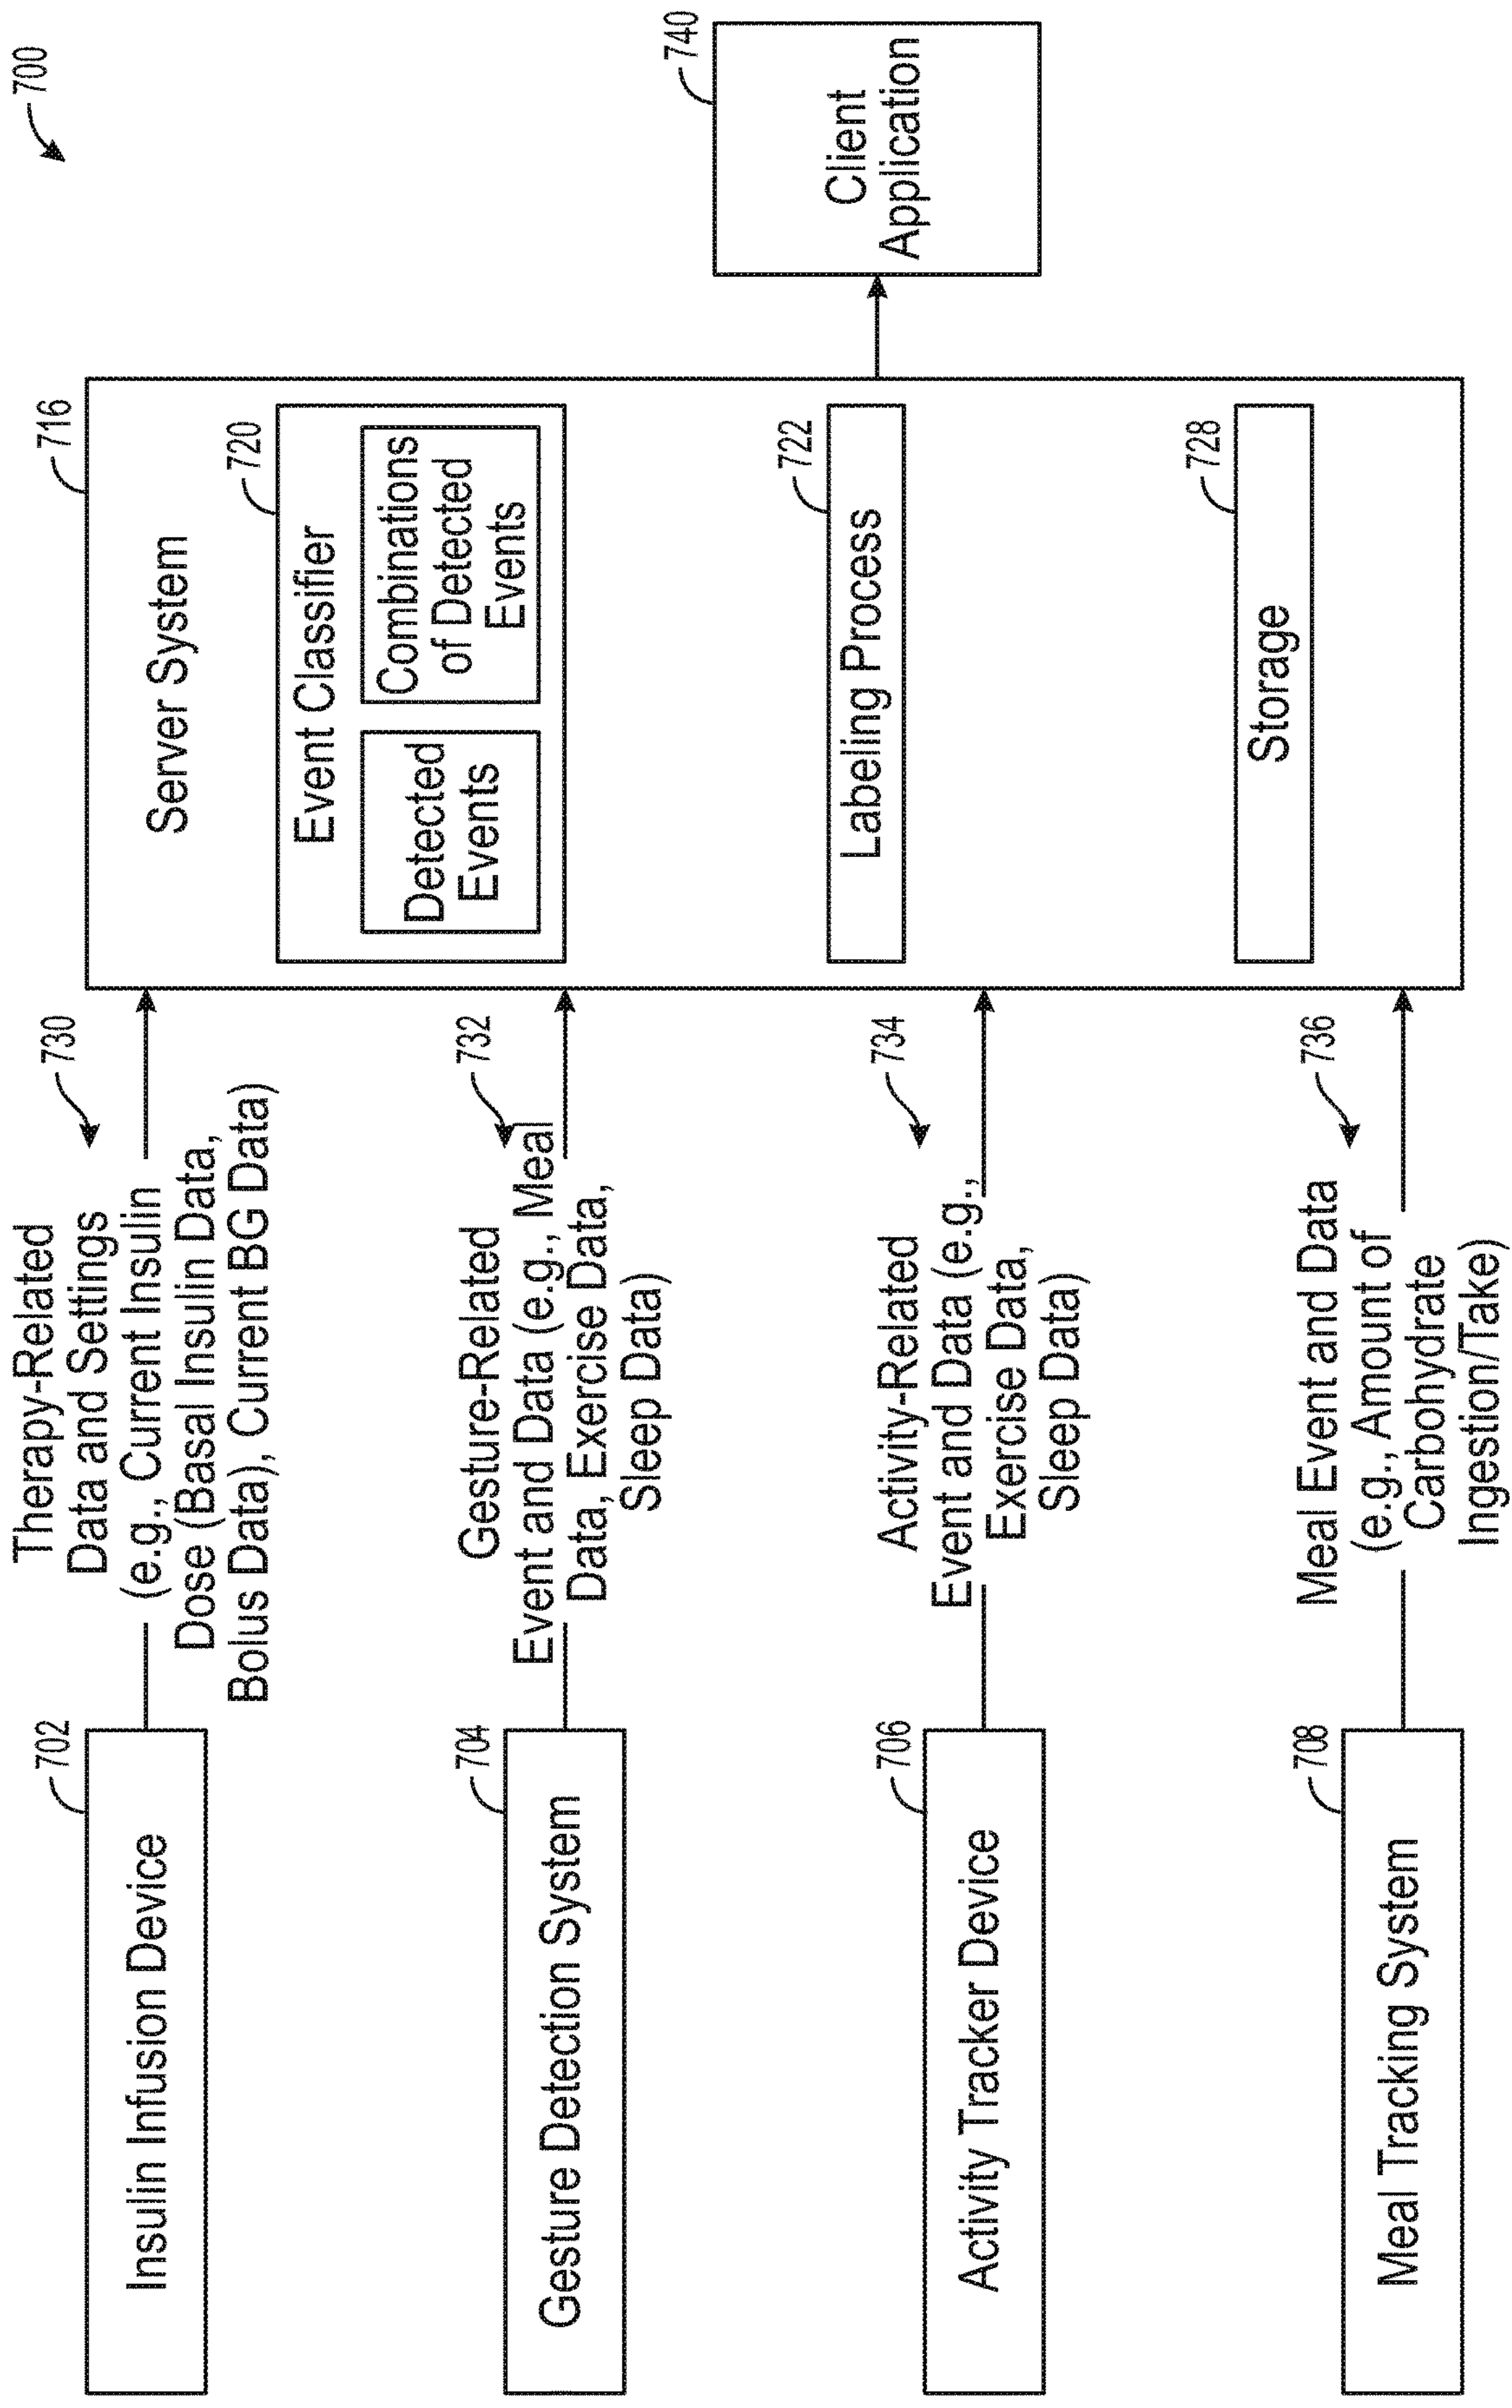 700
702
Insulin Infusion Device
Therapy-Related
Data and Settings
(e.g., Current Insulin
Dose (Basal Insulin Data,
Bolus Data), Current BG Data)
730
704
Gesture Detection System
Gesture-Related
Event and Data (e.g., Meal
Data, Exercise Data,
Sleep Data)
732
706
Activity Tracker Device
Activity-Related
Event and Data (e.g.,
Exercise Data,
Sleep Data)
734
708
Meal Tracking System
Meal Event and Data
(e.g., Amount of
Carbohydrate
Ingestion/Take)
736
716
Server System
720
Event Classifier
Detected
Events
Combinations
of Detected
Events
722
Labeling Process
728
Storage
740
Client
Application